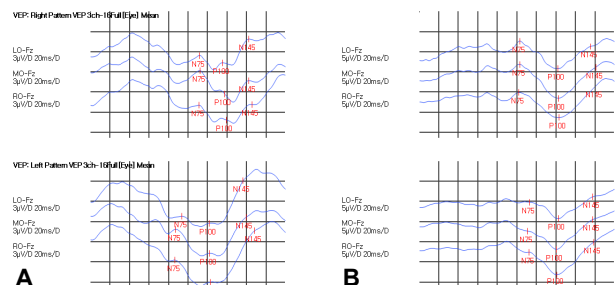 VEP: Right Pattern VEP 3ch-16Full [Eye] Mean
LO-Fz
3μV/D 20ms/D
MO-Fz
3μV/D 20ms/D
RO-Fz
3μV/D 20ms/D
N75
P100
N145
N75
P100
N145
N75
P100
N145
LO-Fz
5μV/D 20ms/D
MO-Fz
5μV/D 20ms/D
RO-Fz
5μV/D 20ms/D
N75
P100
N145
N75
P100
N145
N75
P100
VEP: Left Pattern VEP 3ch-16Full [Eye] Mean
LO-Fz
3μV/D 20ms/D
MO-Fz
3μV/D 20ms/D
RO-Fz
3μV/D 20ms/D
N75
P100
N145
N75
N145
N75
N145
A
LO-Fz
5μV/D 20ms/D
MO-Fz
5μV/D 20ms/D
RO-Fz
5μV/D 20ms/D
N75
P100
N145
N75
P100
N145
N75
P100
N145
B